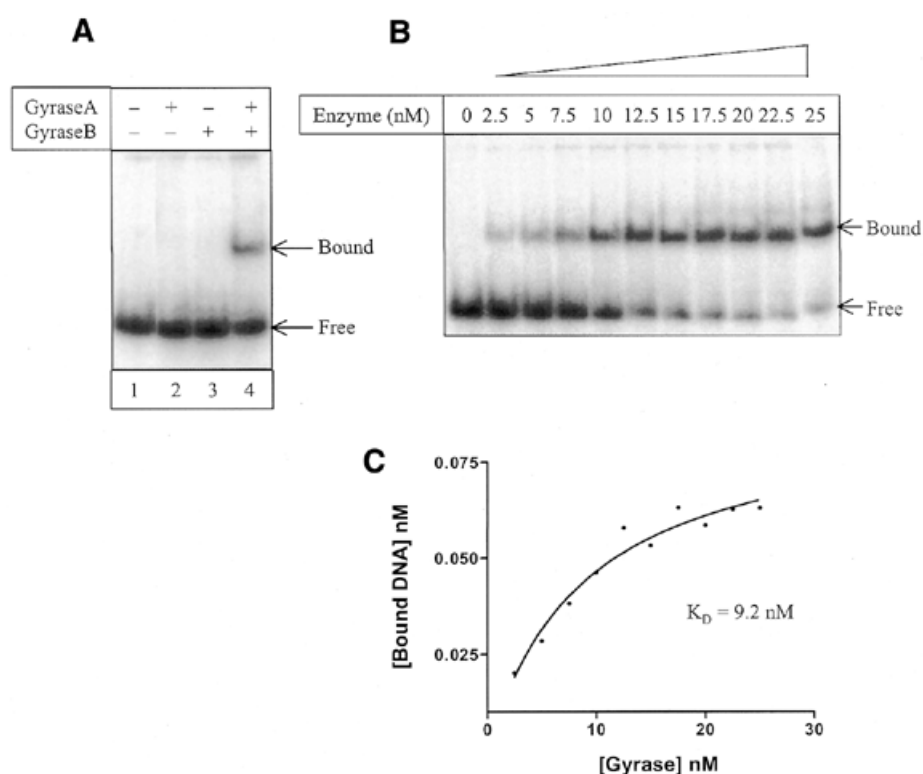 A
GyraseA - + - +
GyraseB - - + +
Bound
Free
1 2 3 4
B
Enzyme (nM) 0 2.5 5 7.5 10 12.5 15 17.5 20 22.5 25
Bound
Free
C
[Bound DNA] nM
0.075
0.050
0.025
K_D = 9.2 nM
0 10 20 30
[Gyrase] nM